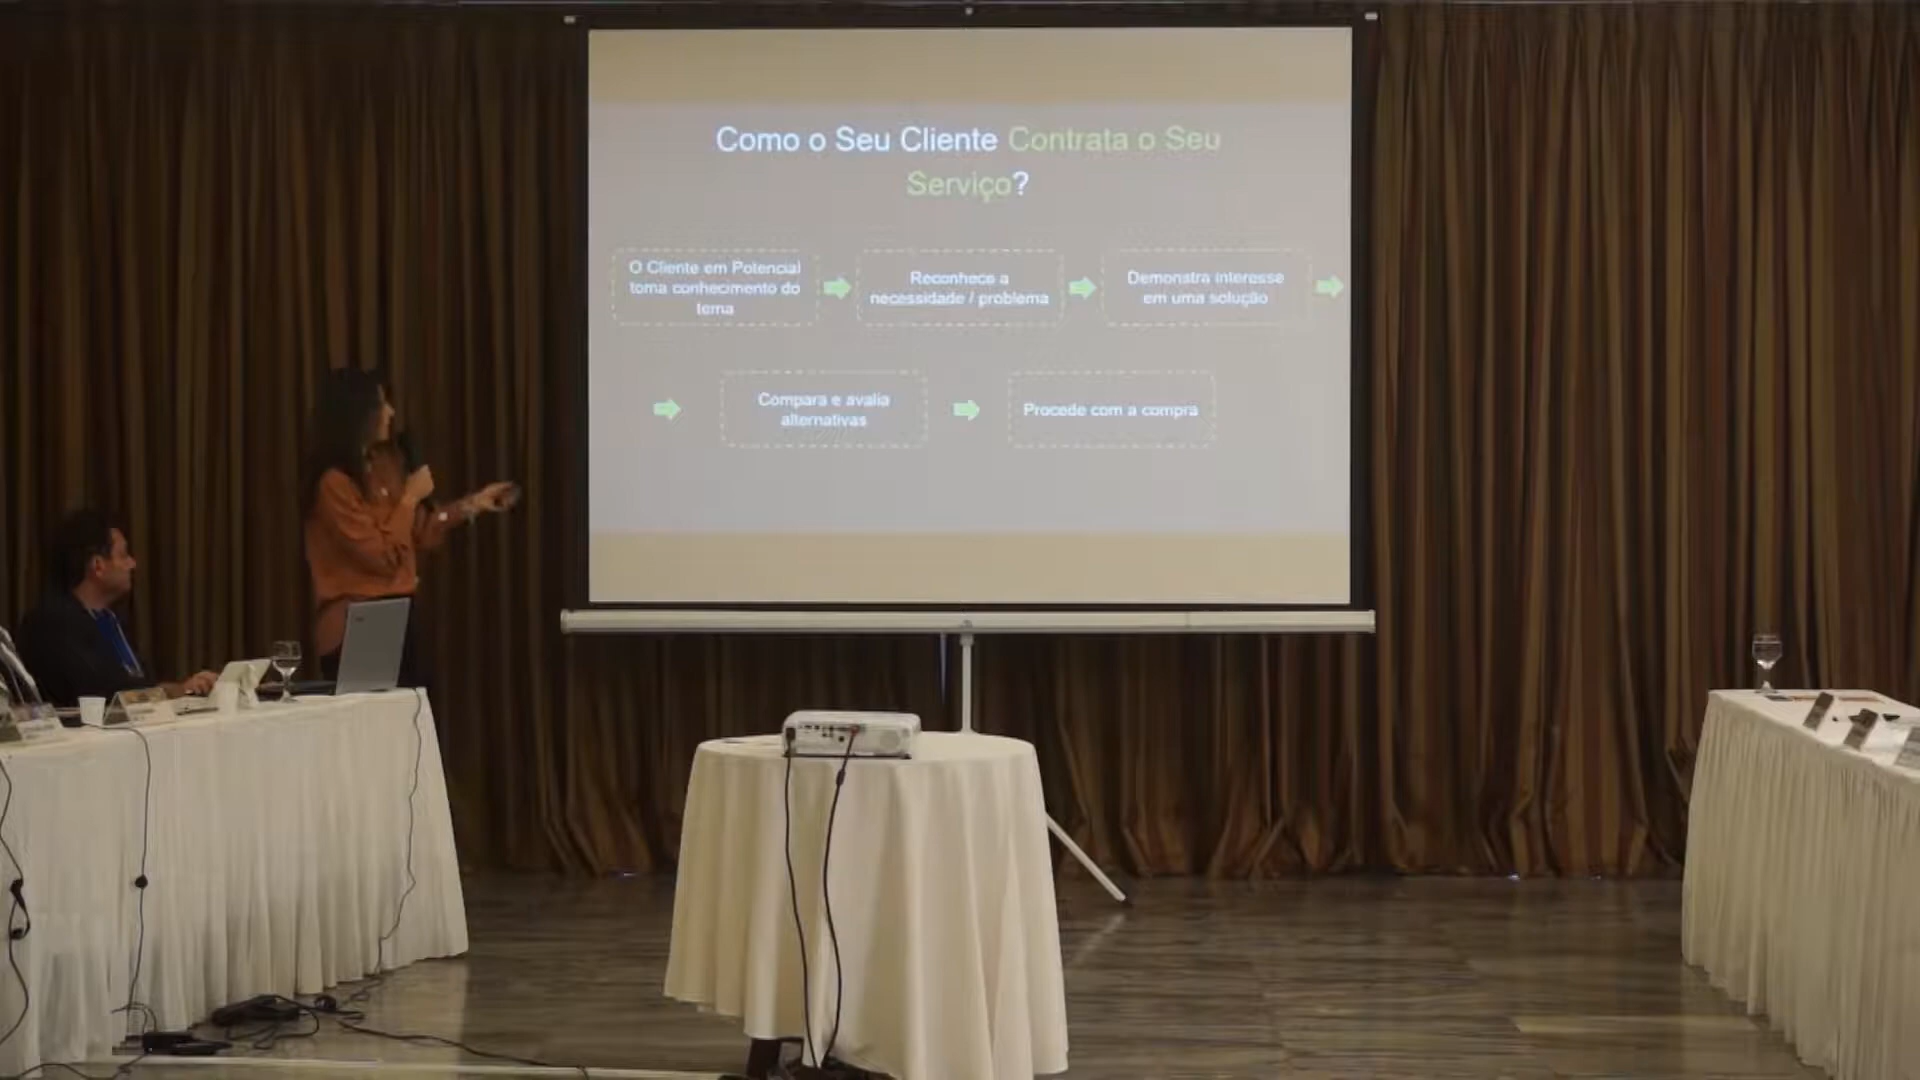 Como o Seu Cliente Contrata o Seu
Serviço?
O Cliente em Potencial
toma conhecimento do
tema
Reconhece a
necessidade / problema
Demonstra interesse
em uma solução
Compara e avalia
alternativas
Procede com a compra